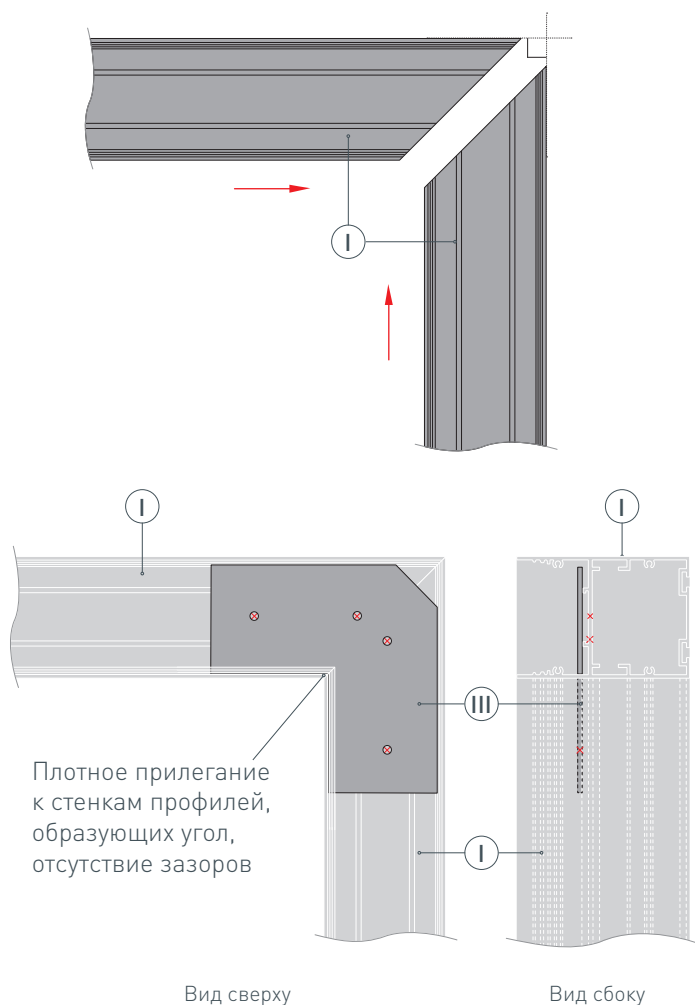 I
I
I
III
Плотное прилегание
к стенкам профилей,
образующих угол,
отсутствие зазоров
I
Вид сверху
Вид сбоку